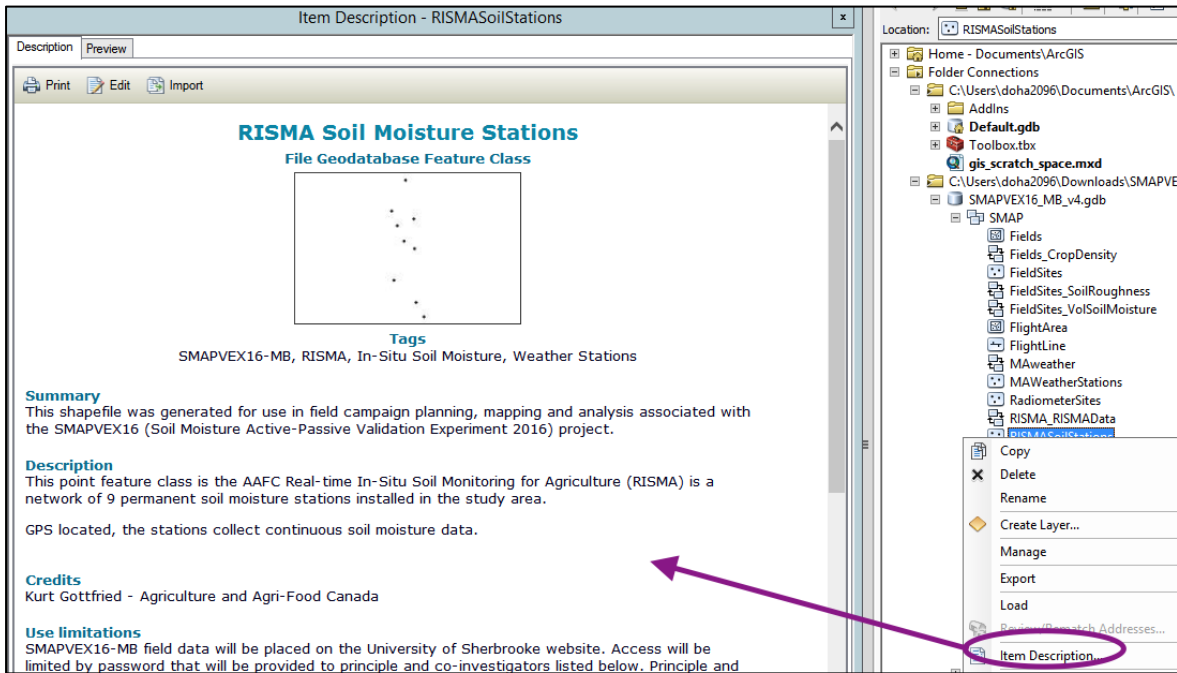 Item Description - RISMASoilStations
x
Description Preview
Print Edit Import
RISMA Soil Moisture Stations
File Geodatabase Feature Class
Tags
SMAPVEX16-MB, RISMA, In-Situ Soil Moisture, Weather Stations
Summary
This shapefile was generated for use in field campaign planning, mapping and analysis associated with
the SMAPVEX16 (Soil Moisture Active-Passive Validation Experiment 2016) project.
Description
This point feature class is the AAFC Real-time In-Situ Soil Monitoring for Agriculture (RISMA) is a
network of 9 permanent soil moisture stations installed in the study area.
GPS located, the stations collect continuous soil moisture data.
Credits
Kurt Gottfried - Agriculture and Agri-Food Canada
Use limitations
SMAPVEX16-MB field data will be placed on the University of Sherbrooke website. Access will be
limited by password that will be provided to principle and co-investigators listed below. Principle and
Location: RISMASoilStations
Home - Documents\ArcGIS
Folder Connections
C:\Users\doha2096\Documents\ArcGIS\
AddIns
Default.gdb
Toolbox.tbx
gis_scratch_space.mxd
C:\Users\doha2096\Downloads\SMAPVE
SMAPVEX16_MB_v4.gdb
SMAP
Fields
Fields_CropDensity
FieldSites
FieldSites_SoilRoughness
FieldSites_VolSoilMoisture
FlightArea
FlightLine
MAweather
MAWeatherStations
RadiometerSites
RISMA_RISMAData
RISMASoilStations
Copy
Delete
Rename
Create Layer...
Manage
Export
Load
Review/Rematch Addresses...
Item Description...